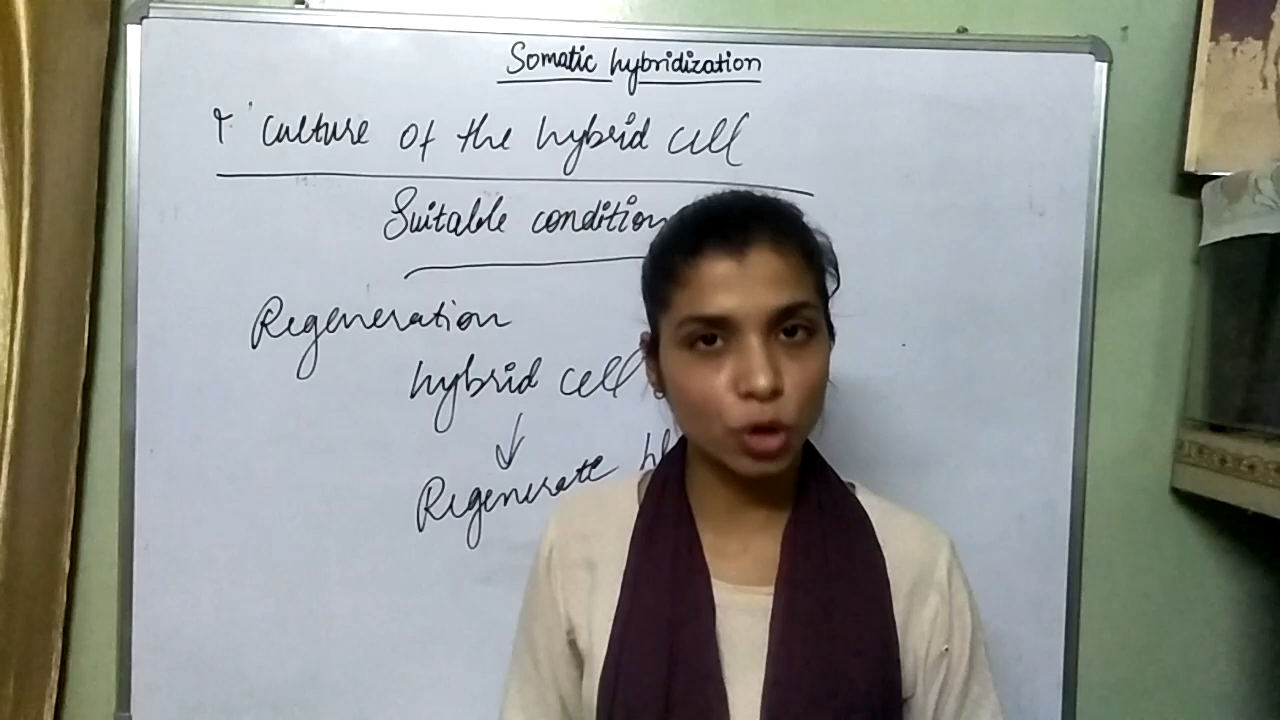 Somatic hybridization
Culture of the hybrid cell
Suitable condition
Regeneration
hybrid cell
↓
Regenerate